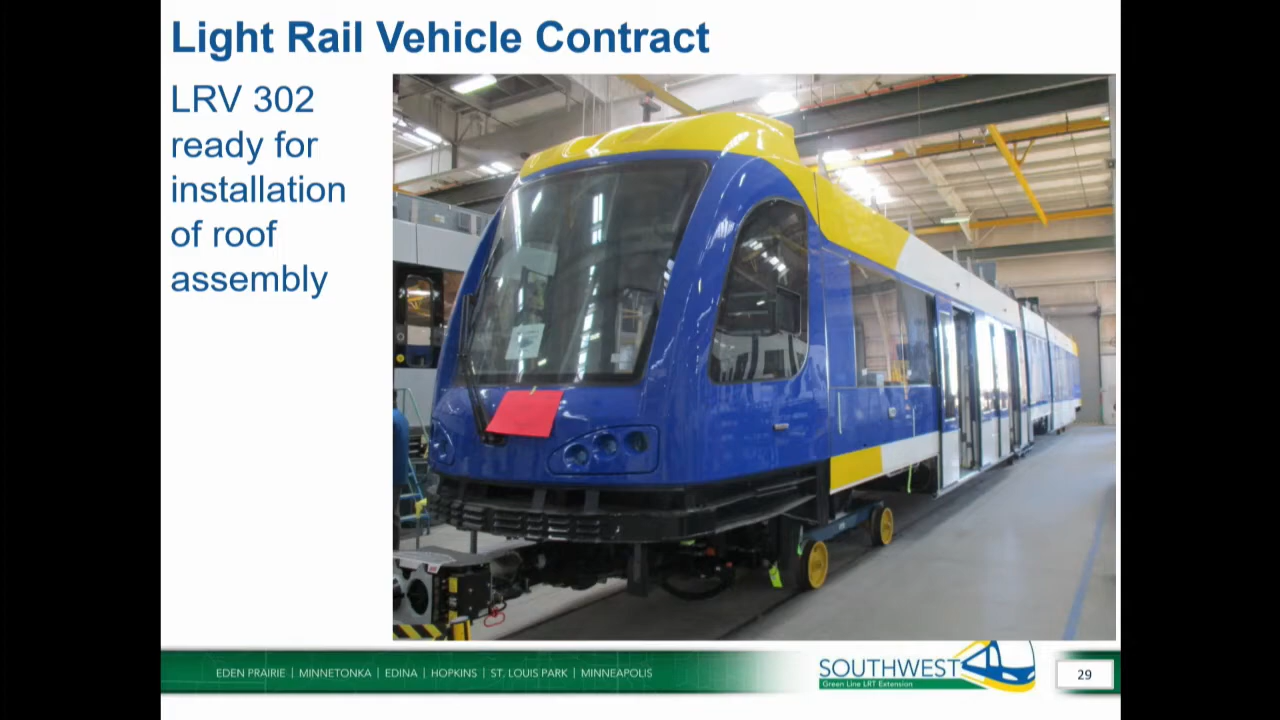 Light Rail Vehicle Contract
LRV 302
ready for
installation
of roof
assembly
EDEN PRAIRIE | MINNETONKA | EDINA | HOPKINS | ST. LOUIS PARK | MINNEAPOLIS
SOUTHWEST
Green Line LRT Extension
29